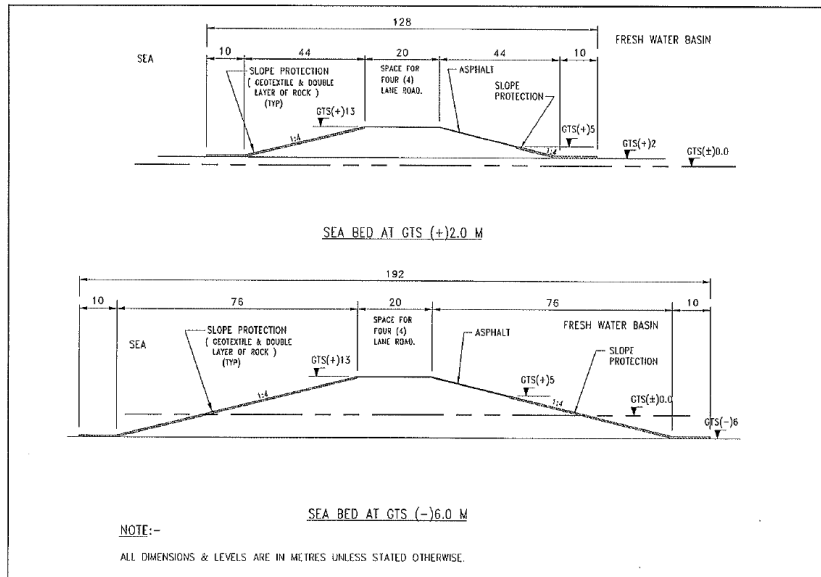 128
FRESH WATER BASIN
SEA
10
44
20
44
10
SLOPE PROTECTION
( GEOTEXTILE & DOUBLE
LAYER OF ROCK )
(TYP)
SPACE FOR
FOUR (4)
LANE ROAD.
ASPHALT
SLOPE
PROTECTION
GTS(+)13
GTS(+)5
GTS(+)2
GTS(±)0.0
1:4
1:4
SEA BED AT GTS (+)2.0 M
192
10
76
20
76
10
SLOPE PROTECTION
( GEOTEXTILE & DOUBLE
LAYER OF ROCK )
(TYP)
SPACE FOR
FOUR (4)
LANE ROAD.
ASPHALT
FRESH WATER BASIN
SEA
SLOPE
PROTECTION
GTS(+)13
GTS(+)5
GTS(±)0.0
GTS(-)6
1:4
1:4
SEA BED AT GTS (-)6.0 M
NOTE:-
ALL DIMENSIONS & LEVELS ARE IN METRES UNLESS STATED OTHERWISE.